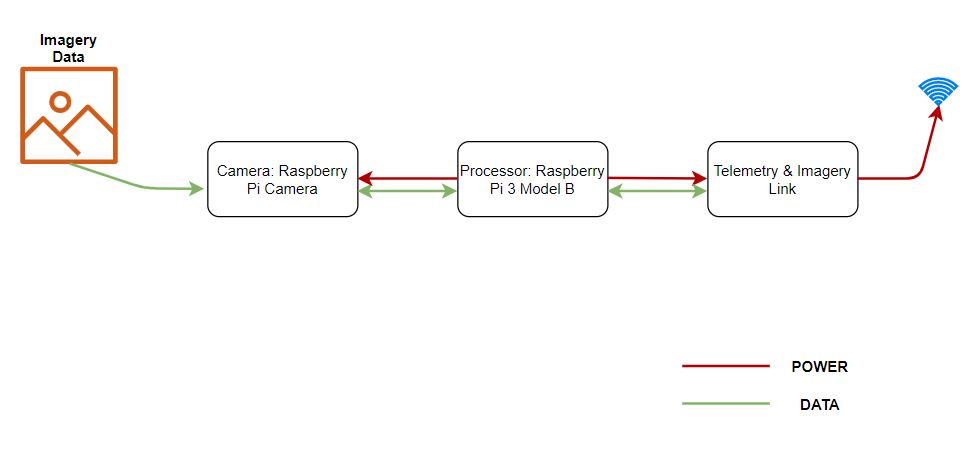 Imagery
Data
Camera: Raspberry
Pi Camera
Processor: Raspberry
Pi 3 Model B
Telemetry & Imagery
Link
POWER
DATA